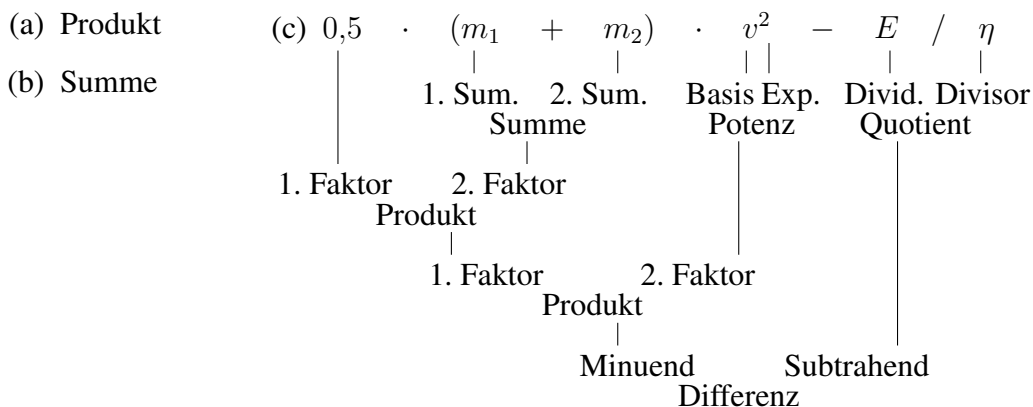 (a) Produkt
(c) 0,5 · (m₁ + m₂) · v² − E / η
(b) Summe
1. Sum. 2. Sum. Basis Exp. Divid. Divisor
Summe Potenz Quotient
1. Faktor 2. Faktor
Produkt
1. Faktor 2. Faktor
Produkt
Minuend Subtrahend
Differenz